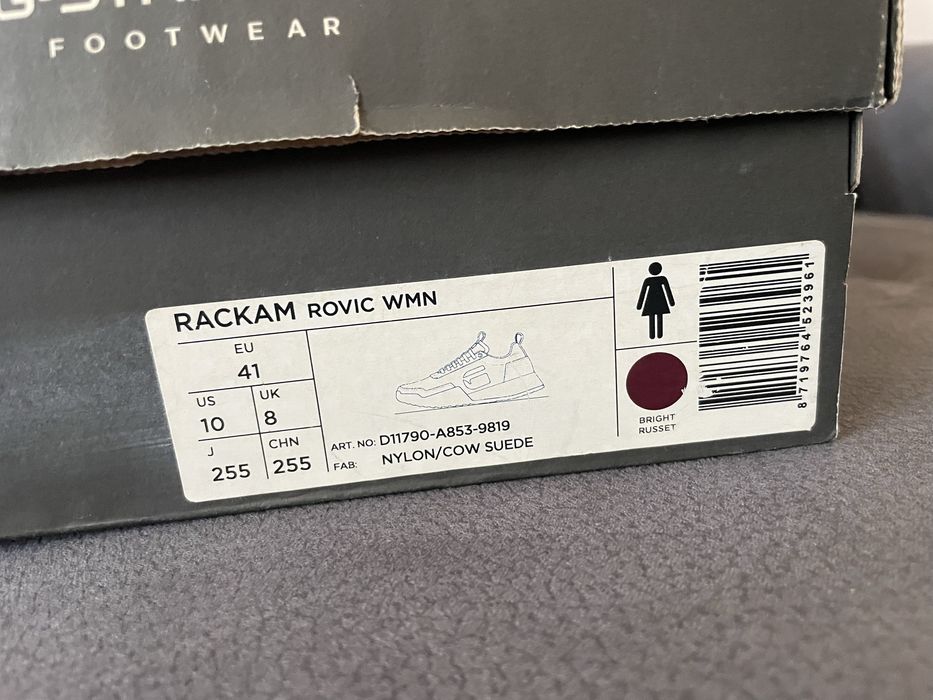 FOOTWEAR
RACKAM ROVIC WMN
EU
41
US
10
UK
8
J
255
CHN
255
ART. NO: D11790-A853-9819
FAB: NYLON/COW SUEDE
BRIGHT
RUSSET
8719764523961